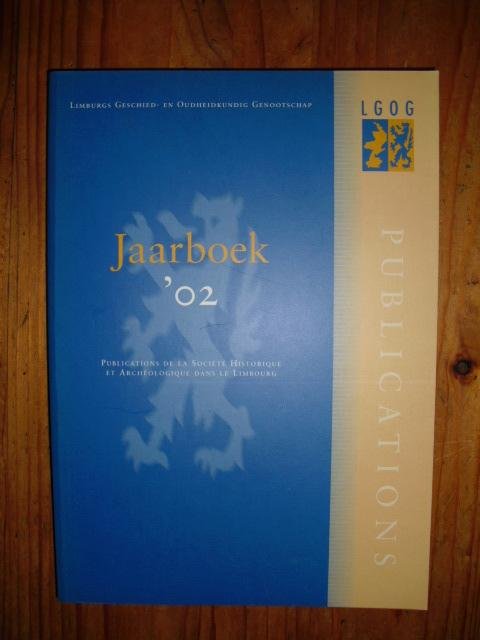 Limburgs Geschied- en Oudheidkundig Genootschap
LGOG
Jaarboek
'02
Publications de la Société Historique
et Archéologique dans le Limbourg
PUBLICATIONS